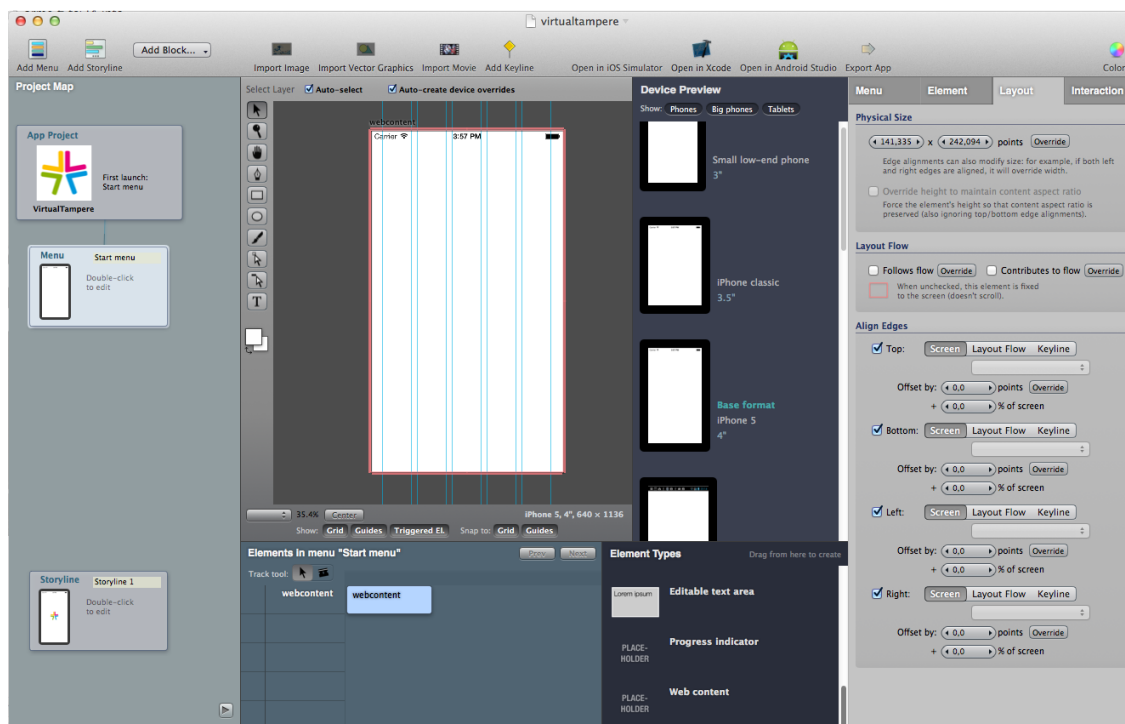 virtualtampere
Add Menu
Add Storyline
Add Block...
Import Image
Import Vector Graphics
Import Movie
Add Keyline
Open in iOS Simulator
Open in Xcode
Open in Android Studio
Export App
Color
Project Map
App Project
First launch:
Start menu
VirtualTampere
Menu
Start menu
Double-click
to edit
Storyline
Storyline 1
Double-click
to edit
Select Layer
Auto-select
Auto-create device overrides
webcontent
Carrier
3:57 PM
T
35.4%
Center
iPhone 5, 4", 640 × 1136
Show:
Grid
Guides
Triggered El.
Snap to:
Grid
Guides
Device Preview
Show:
Phones
Big phones
Tablets
Small low-end phone
3"
iPhone classic
3.5"
Base format
iPhone 5
4"
Elements in menu "Start menu"
Prev
Next
Track tool:
webcontent
webcontent
Element Types
Drag from here to create
Lorem ipsum
Editable text area
PLACE-
HOLDER
Progress indicator
PLACE-
HOLDER
Web content
Menu
Element
Layout
Interaction
Physical Size
141,335 x 242,094 points Override
Edge alignments can also modify size: for example, if both left
and right edges are aligned, it will override width.
Override height to maintain content aspect ratio
Force the element's height so that content aspect ratio is
preserved (also ignoring top/bottom edge alignments).
Layout Flow
Follows flow Override Contributes to flow Override
When unchecked, this element is fixed
to the screen (doesn't scroll).
Align Edges
Top: Screen Layout Flow Keyline
Offset by: 0,0 points Override
+ 0,0 % of screen
Bottom: Screen Layout Flow Keyline
Offset by: 0,0 points Override
+ 0,0 % of screen
Left: Screen Layout Flow Keyline
Offset by: 0,0 points Override
+ 0,0 % of screen
Right: Screen Layout Flow Keyline
Offset by: 0,0 points Override
+ 0,0 % of screen